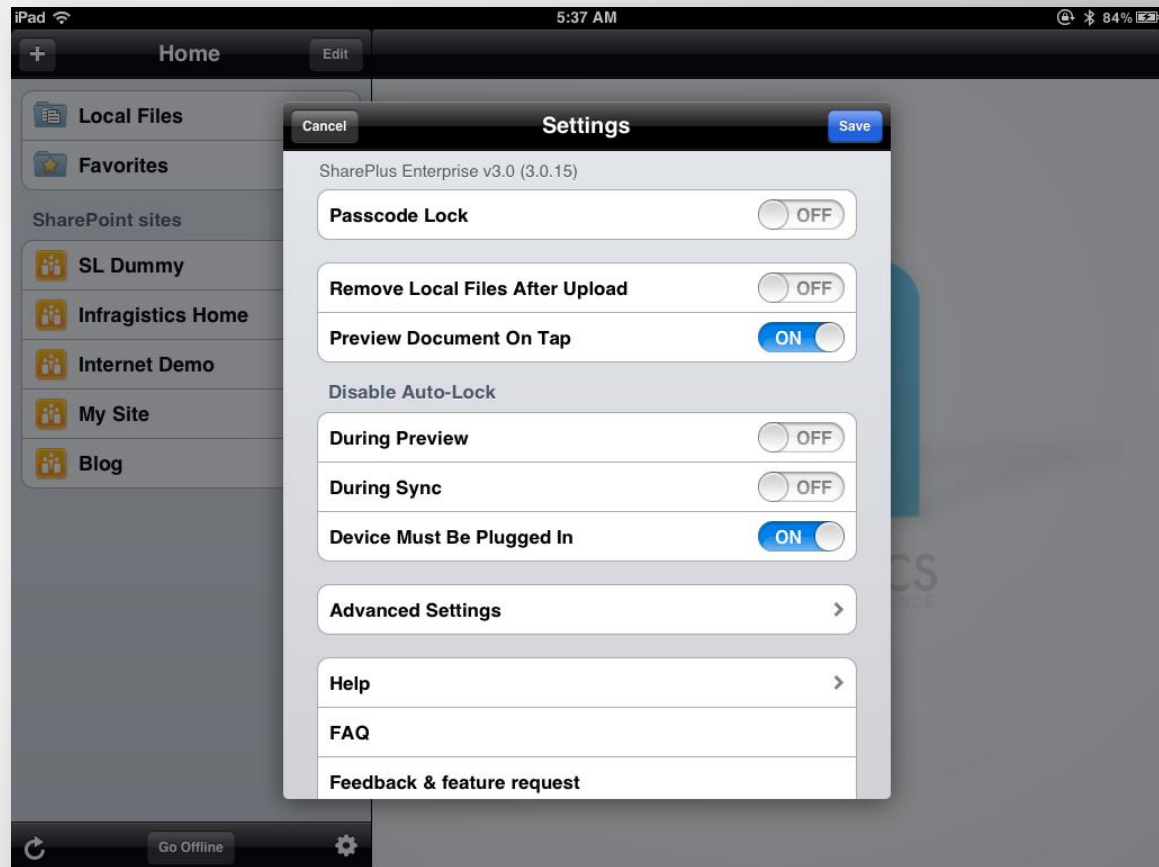 iPad 5:37 AM 84%
Home Edit
Local Files
Favorites
SharePoint sites
SL Dummy
Infragistics Home
Internet Demo
My Site
Blog
Go Offline
Cancel Settings Save
SharePlus Enterprise v3.0 (3.0.15)
Passcode Lock OFF
Remove Local Files After Upload OFF
Preview Document On Tap ON
Disable Auto-Lock
During Preview OFF
During Sync OFF
Device Must Be Plugged In ON
Advanced Settings
Help
FAQ
Feedback & feature request
CS
NCE